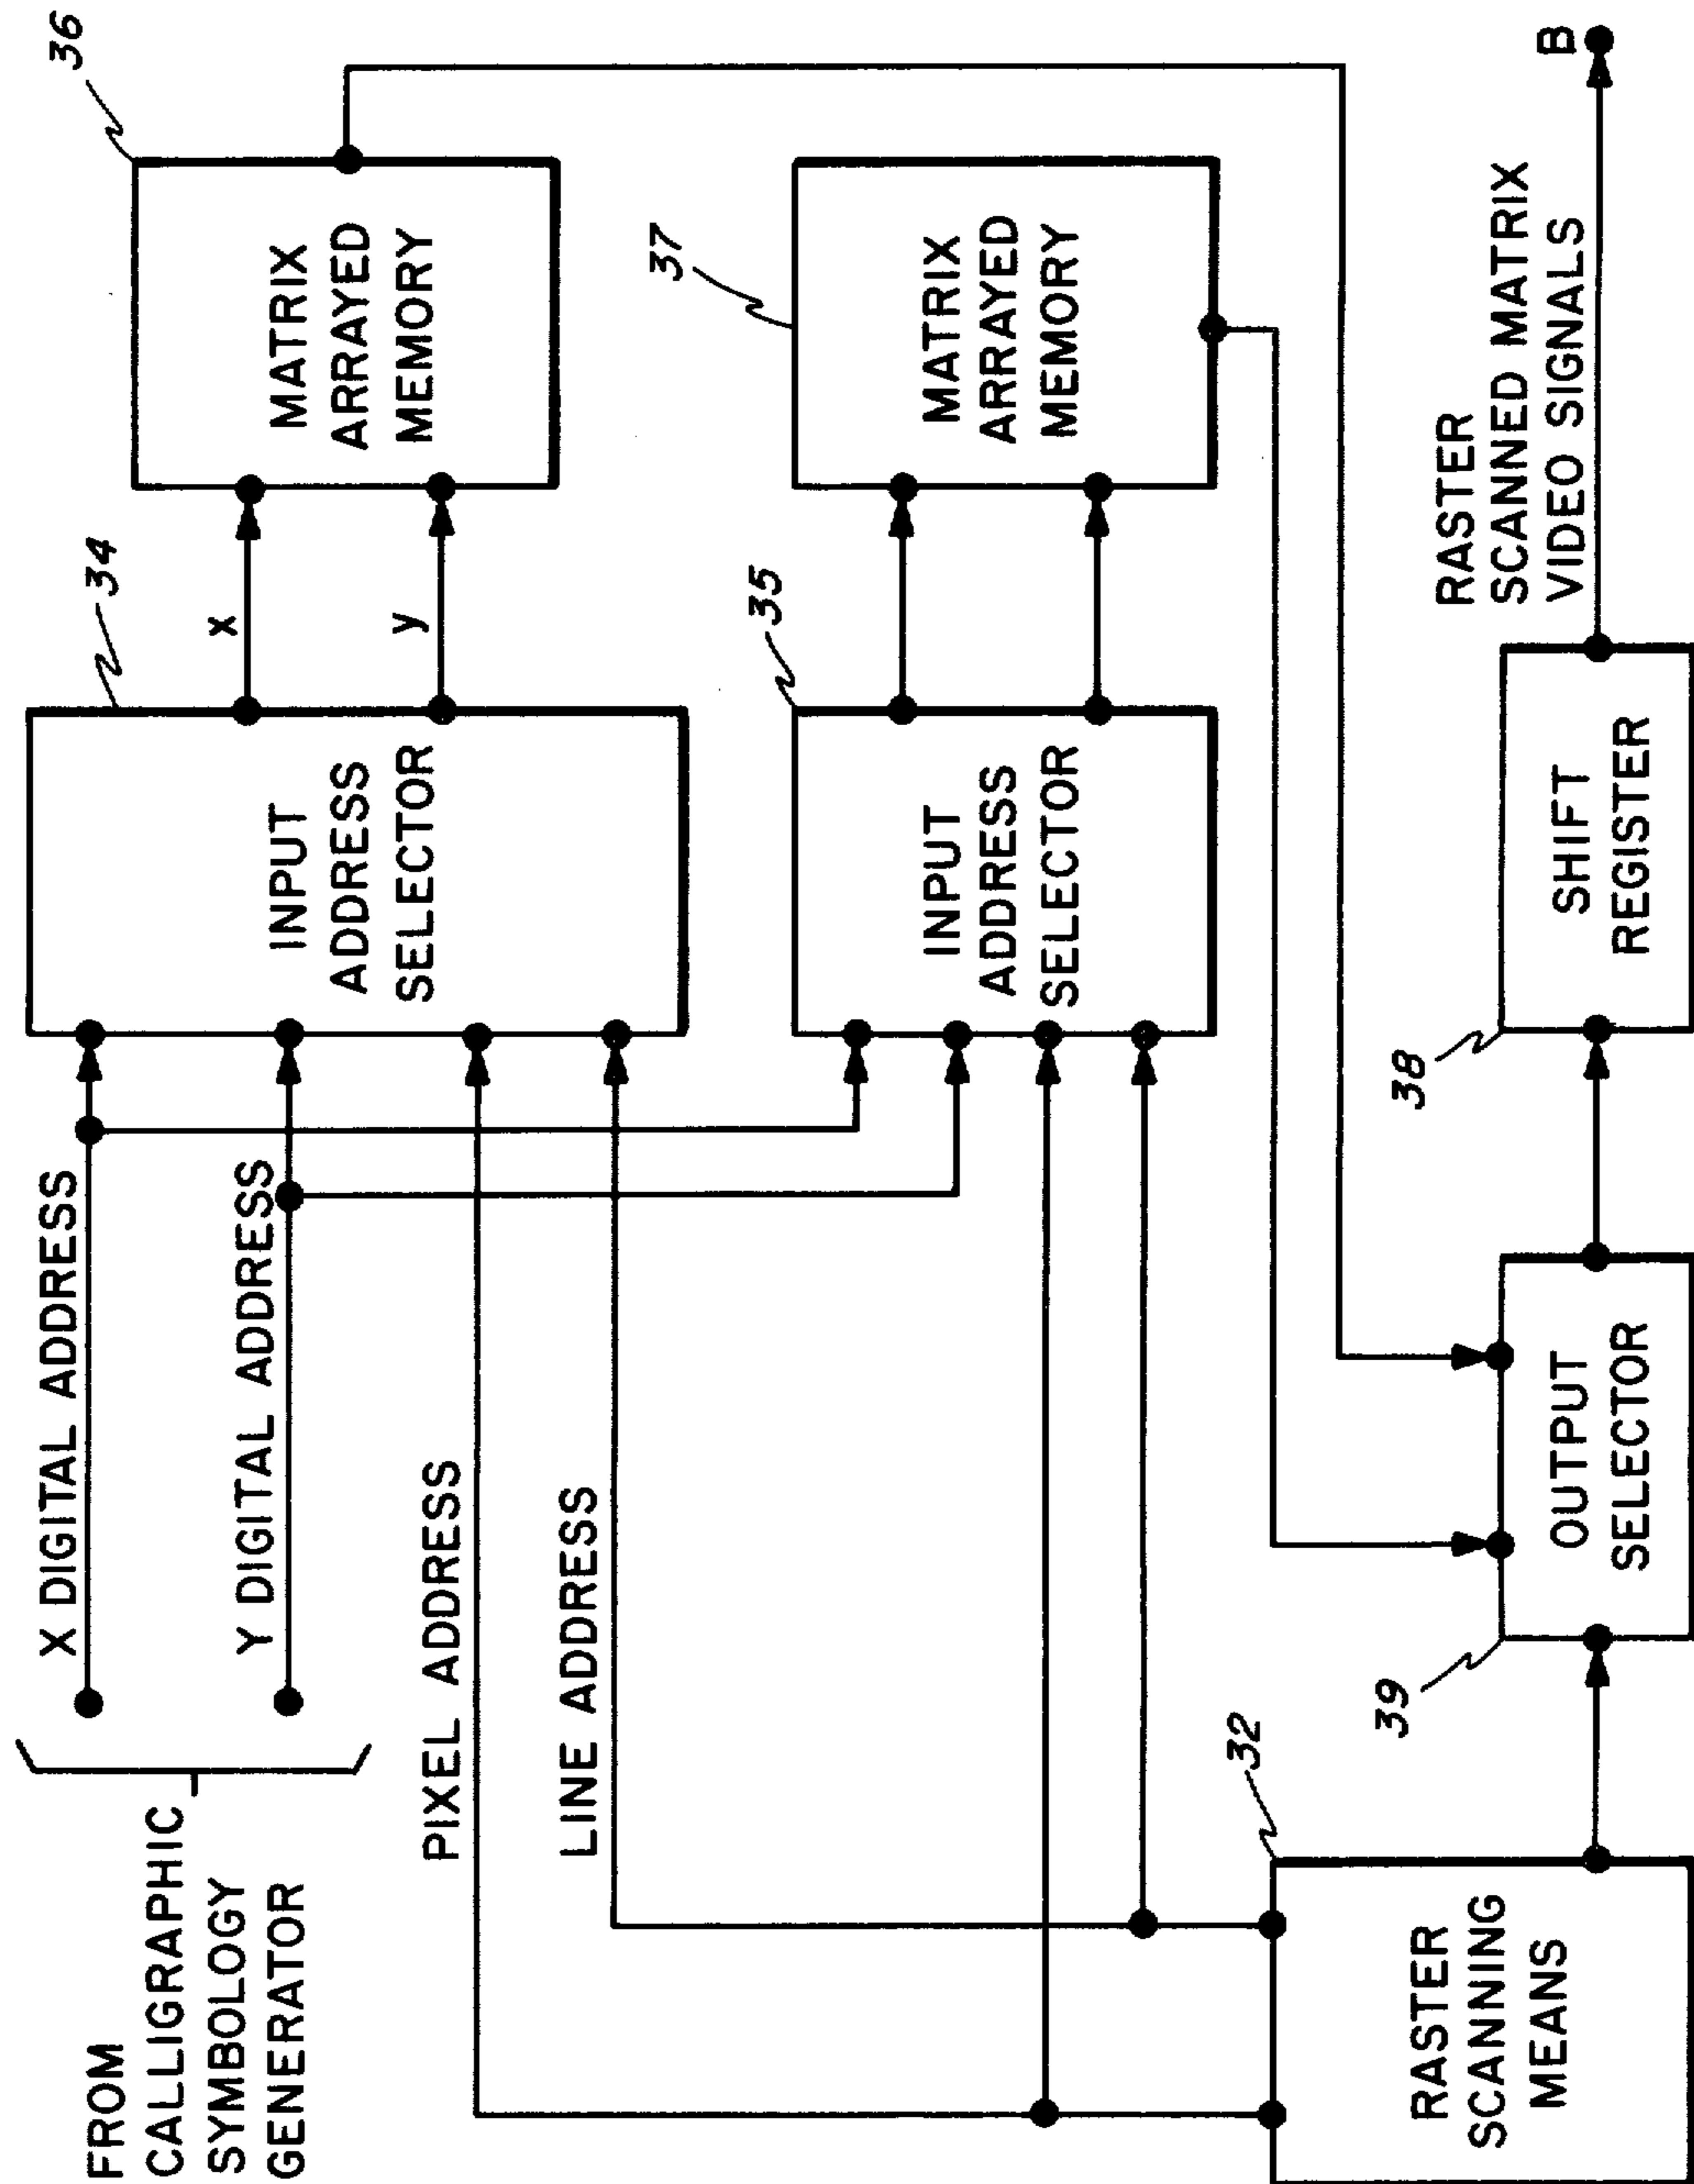 FROM
CALLIGRAPHIC
SYMBOLOGY
GENERATOR
X DIGITAL ADDRESS
Y DIGITAL ADDRESS
PIXEL ADDRESS
LINE ADDRESS
34
INPUT
ADDRESS
SELECTOR
x
y
36
MATRIX
ARRAYED
MEMORY
35
INPUT
ADDRESS
SELECTOR
37
MATRIX
ARRAYED
MEMORY
32
RASTER
SCANNING
MEANS
39
OUTPUT
SELECTOR
38
SHIFT
REGISTER
RASTER
SCANNED MATRIX
VIDEO SIGNALS
B